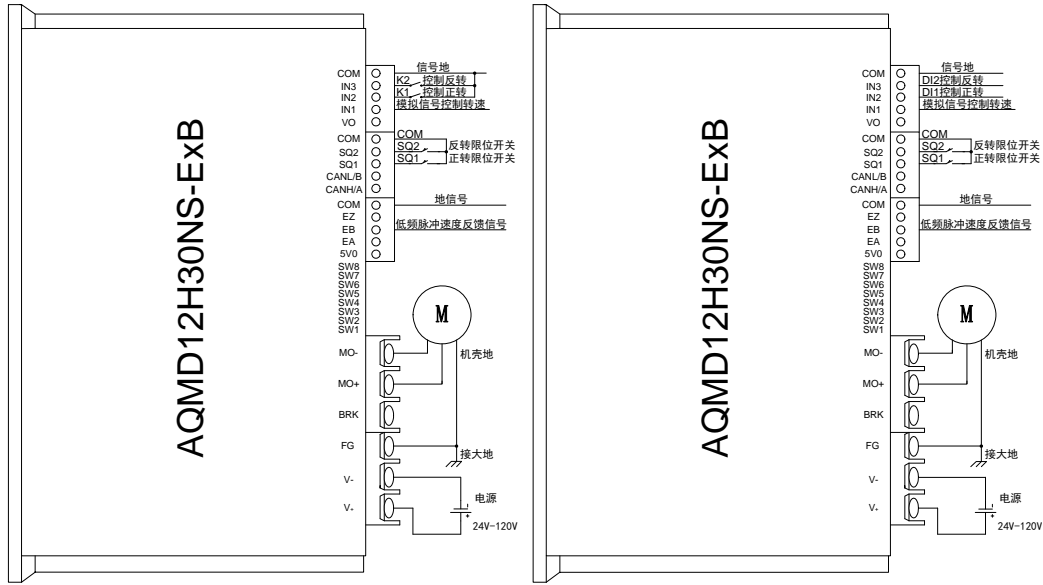 AQMD12H30NS-ExB
COM 信号地
IN3 K2 控制反转
IN2 K1 控制正转
IN1 模拟信号控制转速
VO
COM COM
SQ2 SQ2 反转限位开关
SQ1 SQ1 正转限位开关
CANL/B
CANH/A
COM 地信号
EZ
EB 低频脉冲速度反馈信号
EA
5V0
SW8
SW7
SW6
SW5
SW4
SW3
SW2
SW1
M
MO- 机壳地
MO+
BRK
FG 接大地
V-
电源
V+
24V-120V
AQMD12H30NS-ExB
COM 信号地
IN3 DI2控制反转
IN2 DI1控制正转
IN1 模拟信号控制转速
VO
COM COM
SQ2 SQ2 反转限位开关
SQ1 SQ1 正转限位开关
CANL/B
CANH/A
COM 地信号
EZ
EB 低频脉冲速度反馈信号
EA
5V0
SW8
SW7
SW6
SW5
SW4
SW3
SW2
SW1
M
MO- 机壳地
MO+
BRK
FG 接大地
V-
电源
V+
24V-120V